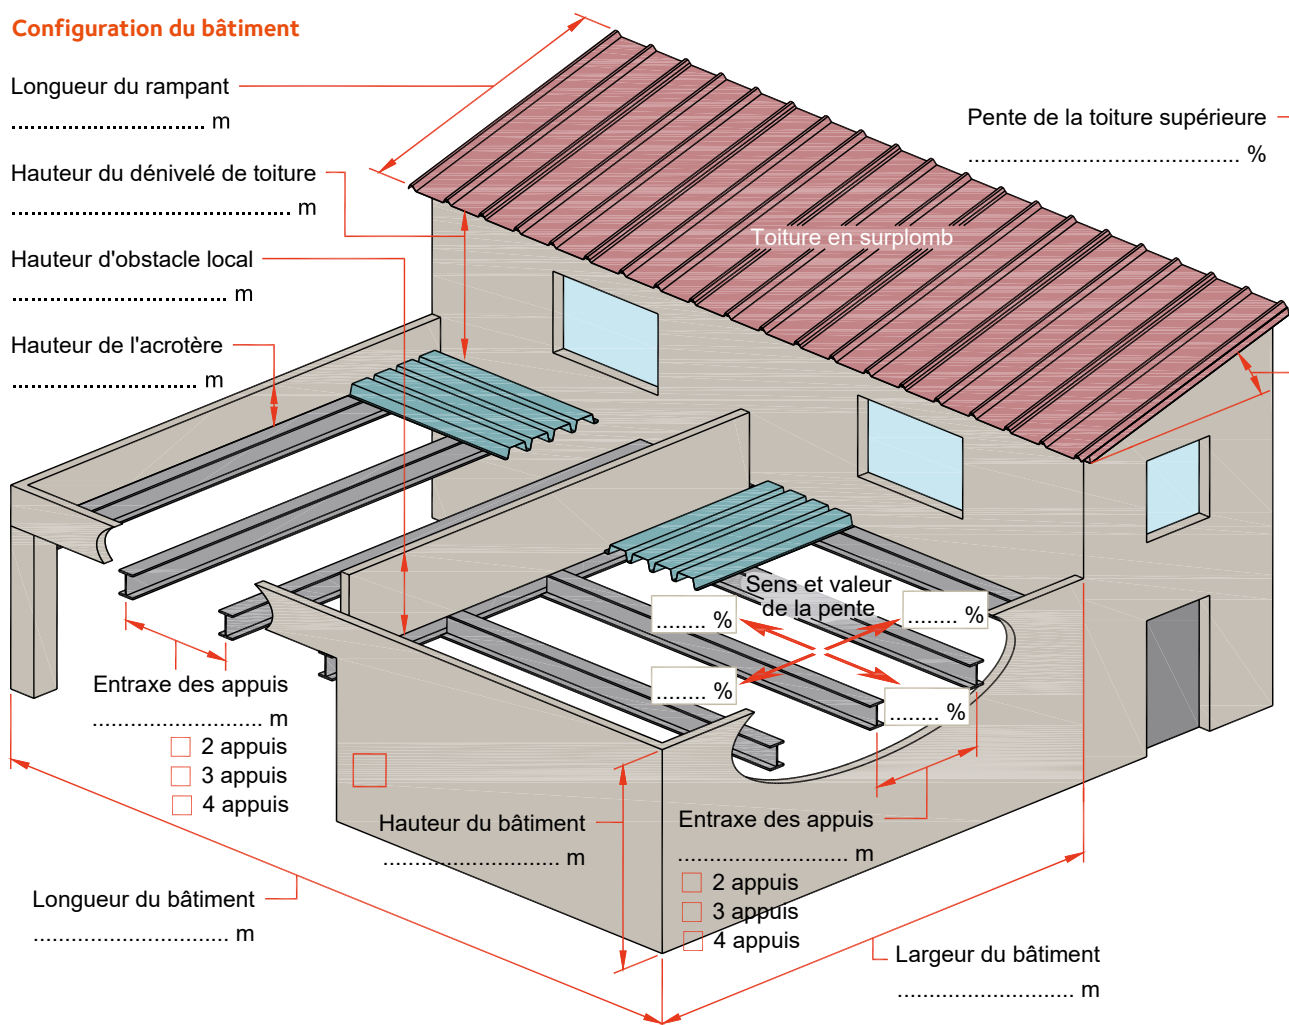 Configuration du bâtiment
Longueur du rampant
.............................. m
Pente de la toiture supérieure
.......................................... %
Hauteur du dénivelé de toiture
........................................... m
Toiture en surplomb
Hauteur d'obstacle local
................................. m
Hauteur de l'acrotère
............................ m
Sens et valeur
de la pente
........ %
........ %
........ %
........ %
Entraxe des appuis
.......................... m
2 appuis
3 appuis
4 appuis
Hauteur du bâtiment
........................... m
Entraxe des appuis
.......................... m
2 appuis
3 appuis
4 appuis
Longueur du bâtiment
.............................. m
Largeur du bâtiment
........................... m